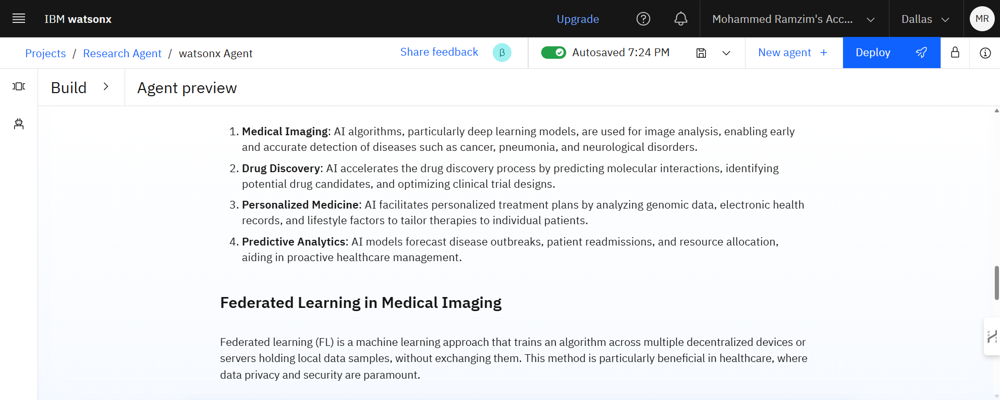 IBM watsonx
Upgrade
Mohammed Ramzim's Acc...
Dallas
MR
Projects / Research Agent / watsonx Agent
Share feedback
β
Autosaved 7:24 PM
New agent +
Deploy
Build
Agent preview
1. Medical Imaging: AI algorithms, particularly deep learning models, are used for image analysis, enabling early
and accurate detection of diseases such as cancer, pneumonia, and neurological disorders.
2. Drug Discovery: AI accelerates the drug discovery process by predicting molecular interactions, identifying
potential drug candidates, and optimizing clinical trial designs.
3. Personalized Medicine: AI facilitates personalized treatment plans by analyzing genomic data, electronic health
records, and lifestyle factors to tailor therapies to individual patients.
4. Predictive Analytics: AI models forecast disease outbreaks, patient readmissions, and resource allocation,
aiding in proactive healthcare management.
Federated Learning in Medical Imaging
Federated learning (FL) is a machine learning approach that trains an algorithm across multiple decentralized devices or
servers holding local data samples, without exchanging them. This method is particularly beneficial in healthcare, where
data privacy and security are paramount.